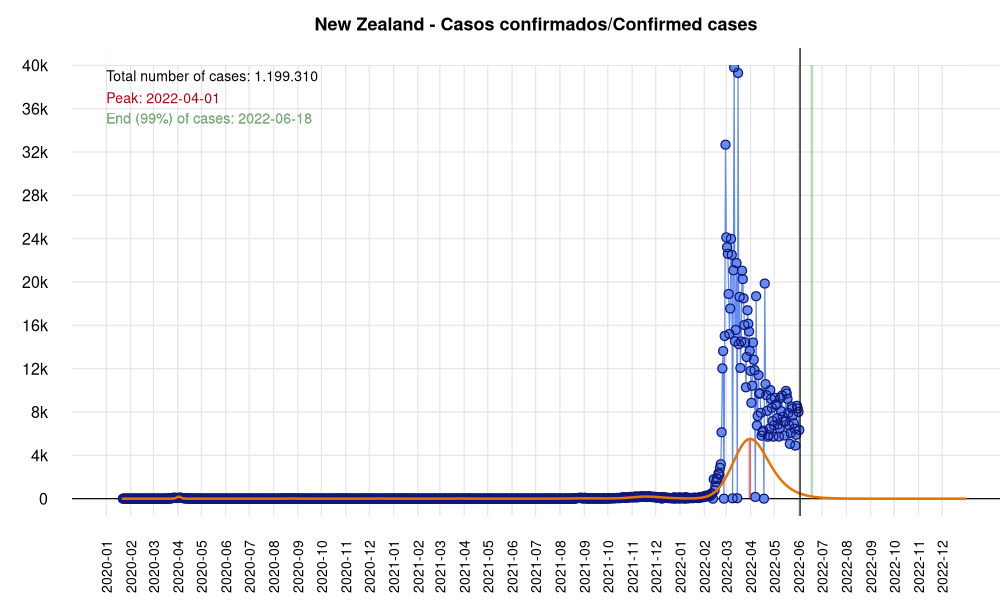 New Zealand - Casos confirmados/Confirmed cases
40k
36k
32k
28k
24k
20k
16k
12k
8k
4k
0
Total number of cases: 1.199.310
Peak: 2022-04-01
End (99%) of cases: 2022-06-18
2020-01
2020-02
2020-03
2020-04
2020-05
2020-06
2020-07
2020-08
2020-09
2020-10
2020-11
2020-12
2021-01
2021-02
2021-03
2021-04
2021-05
2021-06
2021-07
2021-08
2021-09
2021-10
2021-11
2021-12
2022-01
2022-02
2022-03
2022-04
2022-05
2022-06
2022-07
2022-08
2022-09
2022-10
2022-11
2022-12